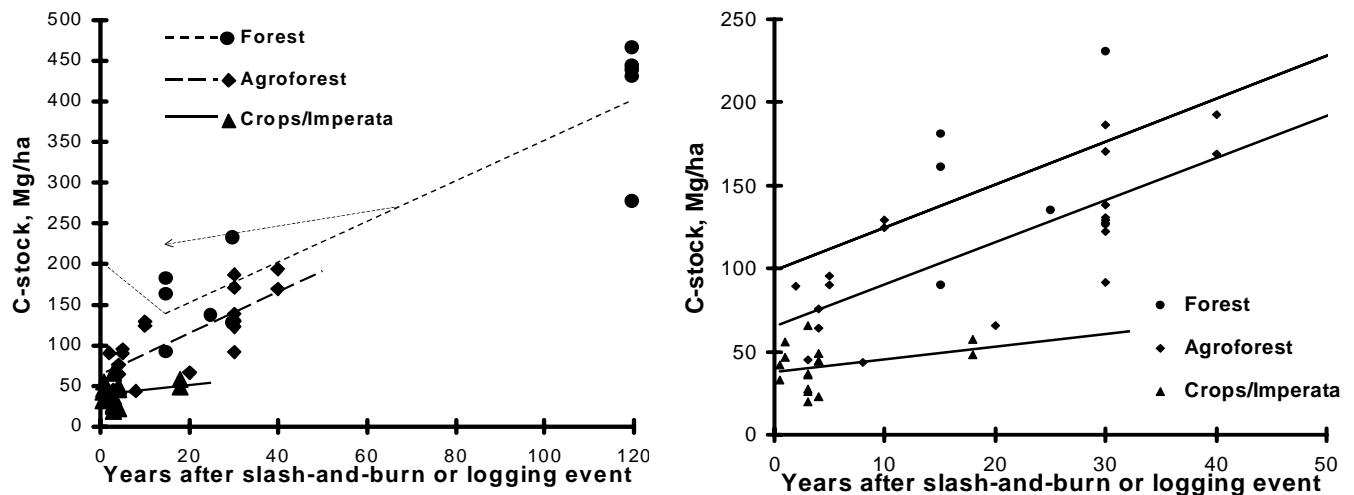 500
450
400
350
300
250
200
150
100
50
0
C-stock, Mg/ha
Forest
Agroforest
Crops/Imperata
0 20 40 60 80 100 120
Years after slash-and-burn or logging event
250
200
150
100
50
0
C-stock, Mg/ha
Forest
Agroforest
Crops/Imperata
0 10 20 30 40 50
Years after slash-and-burn or logging event